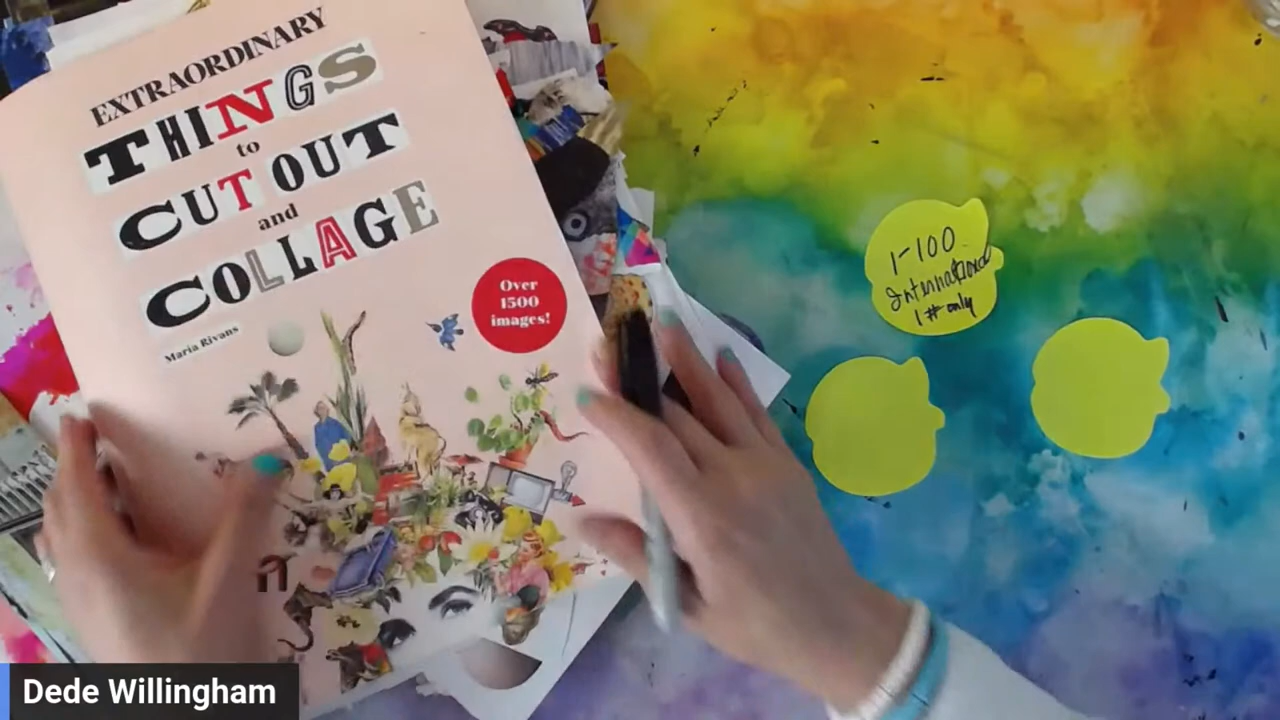 EXTRAORDINARY
THINGS
to
CUT OUT
and
COLLAGE
Maria Rivans
Over
1500
images!
1-100
International
1 # only
Dede Willingham